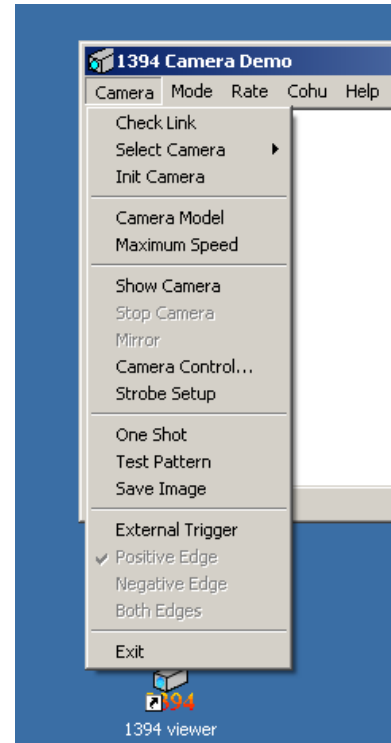 1394 Camera Demo
Camera Mode Rate Cohu Help
Check Link
Select Camera
Init Camera
Camera Model
Maximum Speed
Show Camera
Stop Camera
Mirror
Camera Control...
Strobe Setup
One Shot
Test Pattern
Save Image
External Trigger
Positive Edge
Negative Edge
Both Edges
Exit
1394
1394 viewer